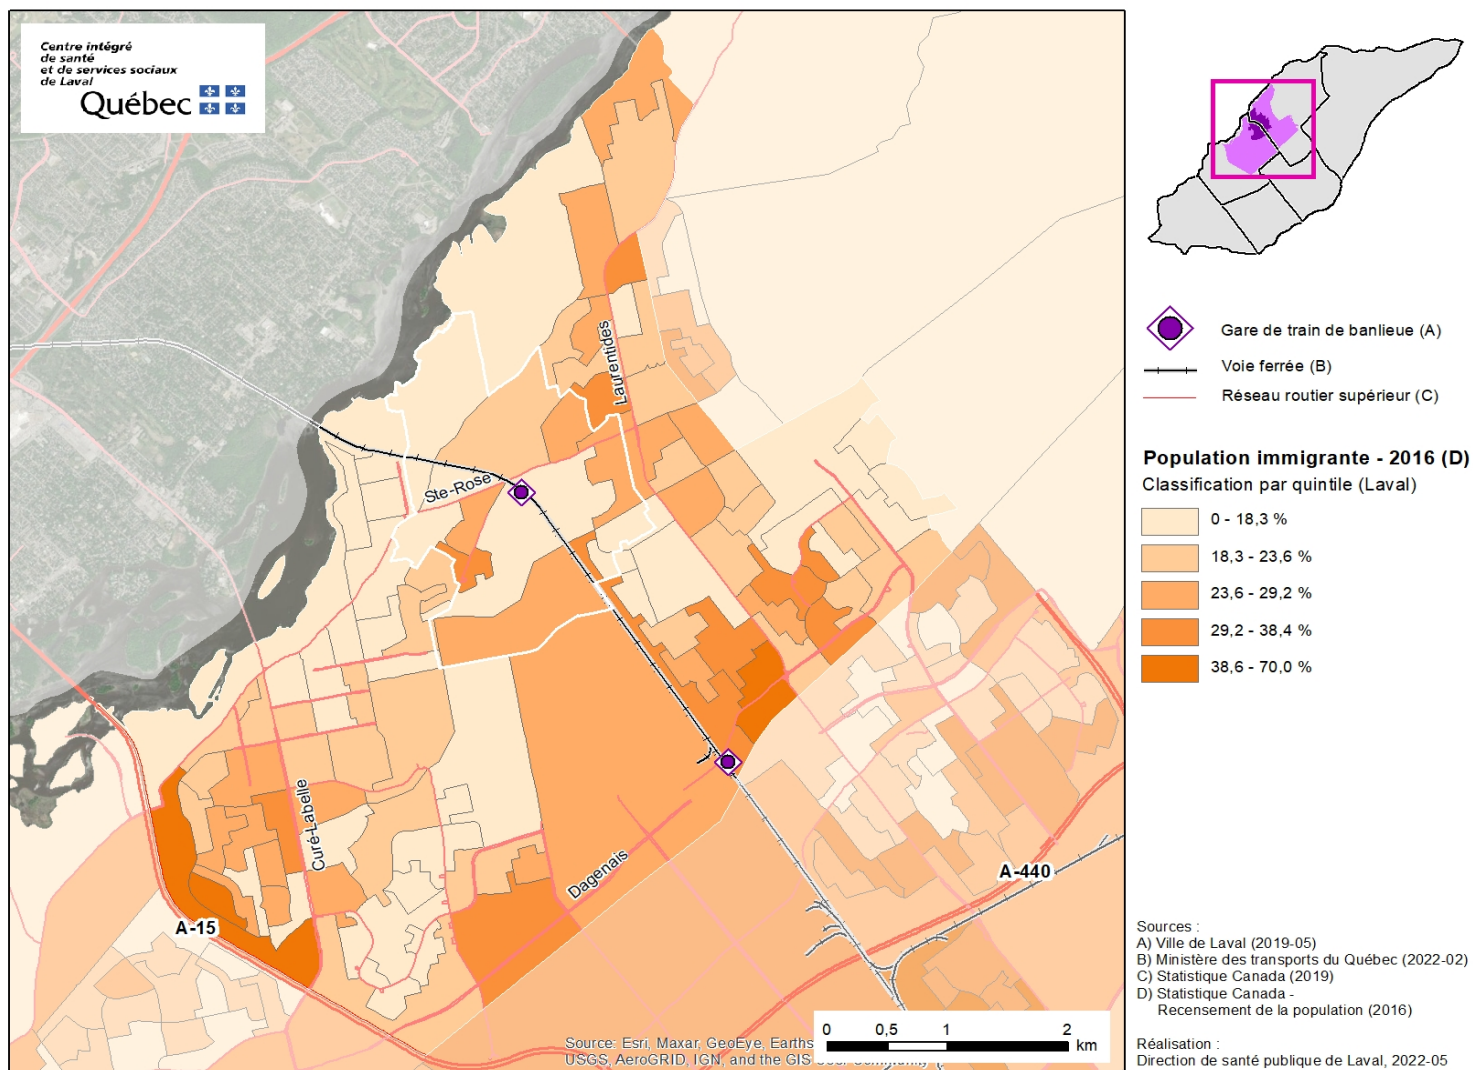 Centre intégré
de santé
et de services sociaux
de Laval
Québec
Laurentides
Ste-Rose
Curé-Labelle
Dagenais
A-15
A-440
Source: Esri, Maxar, GeoEye, Earths
USGS, AeroGRID, IGN, and the GIS User Community
0 0,5 1 2
km
Gare de train de banlieue (A)
Voie ferrée (B)
Réseau routier supérieur (C)
Population immigrante - 2016 (D)
Classification par quintile (Laval)
0 - 18,3 %
18,3 - 23,6 %
23,6 - 29,2 %
29,2 - 38,4 %
38,6 - 70,0 %
Sources :
A) Ville de Laval (2019-05)
B) Ministère des transports du Québec (2022-02)
C) Statistique Canada (2019)
D) Statistique Canada -
Recensement de la population (2016)
Réalisation :
Direction de santé publique de Laval, 2022-05